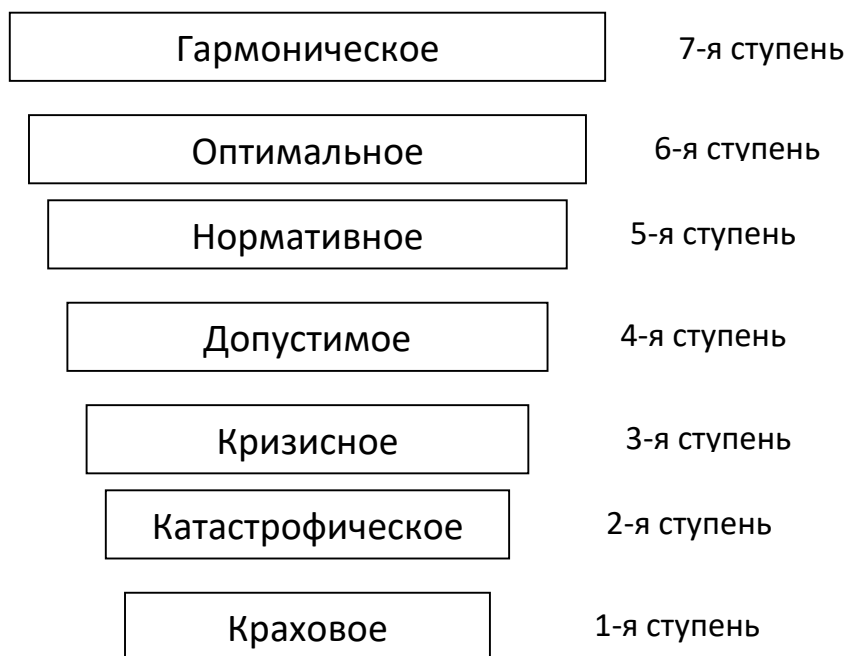 Гармоническое 7-я ступень
Оптимальное 6-я ступень
Нормативное 5-я ступень
Допустимое 4-я ступень
Кризисное 3-я ступень
Катастрофическое 2-я ступень
Краховое 1-я ступень